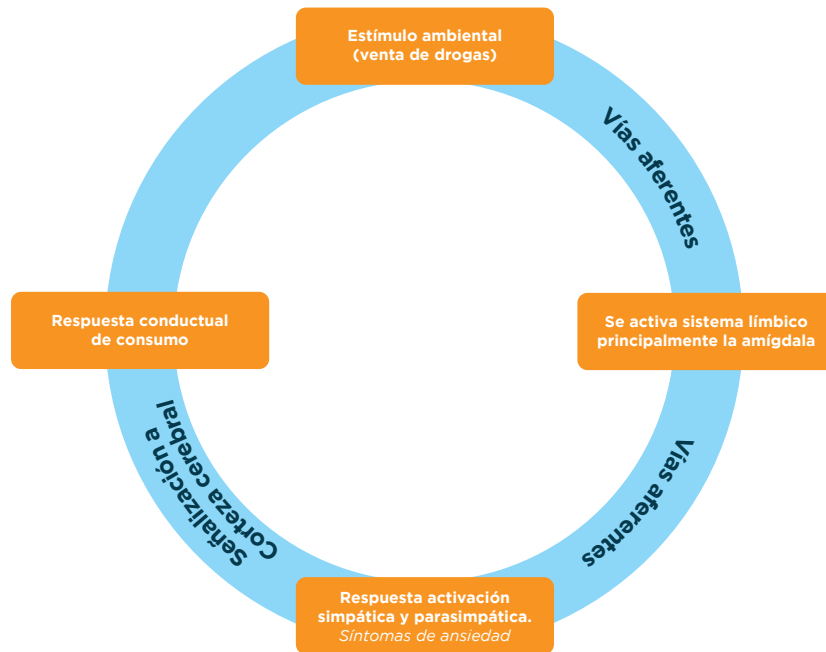 Estímulo ambiental
(venta de drogas)
Vías aferentes
Se activa sistema límbico
principalmente la amígdala
Vías aferentes
Respuesta activación
simpática y parasimpática.
Síntomas de ansiedad
Señalización a
Corteza cerebral
Respuesta conductual
de consumo